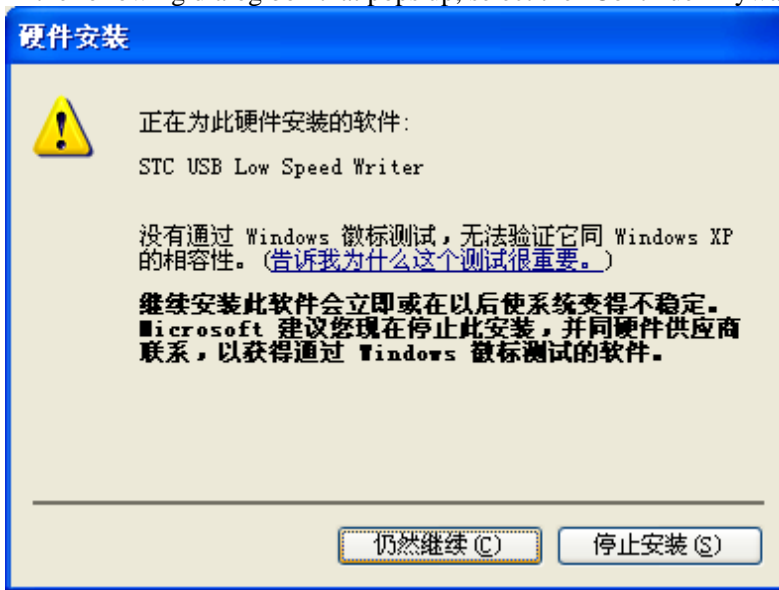 硬件安装
正在为此硬件安装的软件:
STC USB Low Speed Writer
没有通过 Windows 徽标测试，无法验证它同 Windows XP
的相容性。(告诉我为什么这个测试很重要。)
继续安装此软件会立即或在以后使系统变得不稳定。
Microsoft 建议您现在停止此安装，并同硬件供应商
联系，以获得通过 Windows 徽标测试的软件。
仍然继续(C)
停止安装(S)